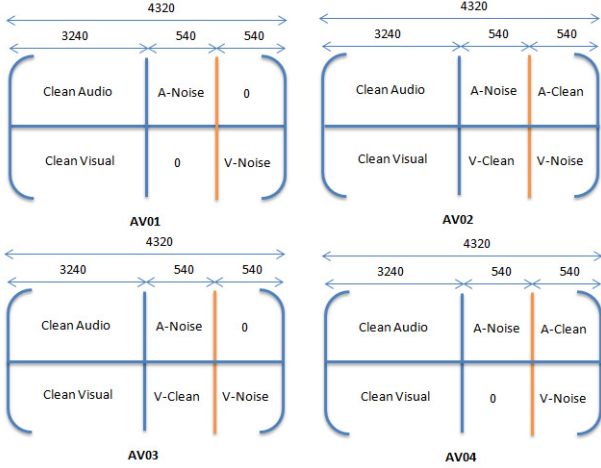 4320
3240 540 540
Clean Audio A-Noise 0
Clean Visual 0 V-Noise
AV01
4320
3240 540 540
Clean Audio A-Noise A-Clean
Clean Visual V-Clean V-Noise
AV02
4320
3240 540 540
Clean Audio A-Noise 0
Clean Visual V-Clean V-Noise
AV03
4320
3240 540 540
Clean Audio A-Noise A-Clean
Clean Visual 0 V-Noise
AV04